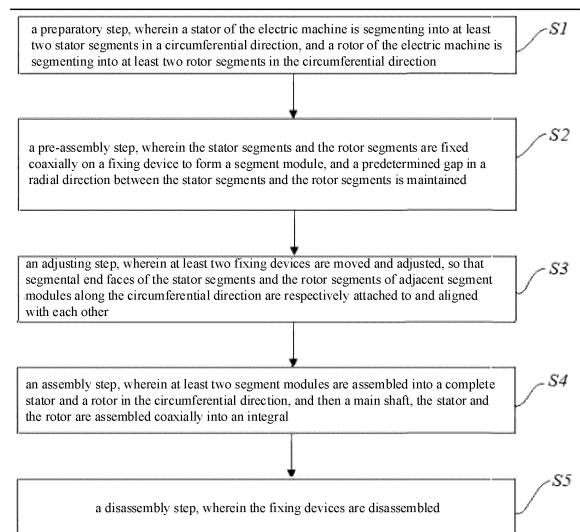 a preparatory step, wherein a stator of the electric machine is segmenting into at least
two stator segments in a circumferential direction, and a rotor of the electric machine is
segmenting into at least two rotor segments in the circumferential direction
S1
a pre-assembly step, wherein the stator segments and the rotor segments are fixed
coaxially on a fixing device to form a segment module, and a predetermined gap in a
radial direction between the stator segments and the rotor segments is maintained
S2
an adjusting step, wherein at least two fixing devices are moved and adjusted, so that
segmental end faces of the stator segments and the rotor segments of adjacent segment
modules along the circumferential direction are respectively attached to and aligned
with each other
S3
an assembly step, wherein at least two segment modules are assembled into a complete
stator and a rotor in the circumferential direction, and then a main shaft, the stator and
the rotor are assembled coaxially into an integral
S4
a disassembly step, wherein the fixing devices are disassembled
S5